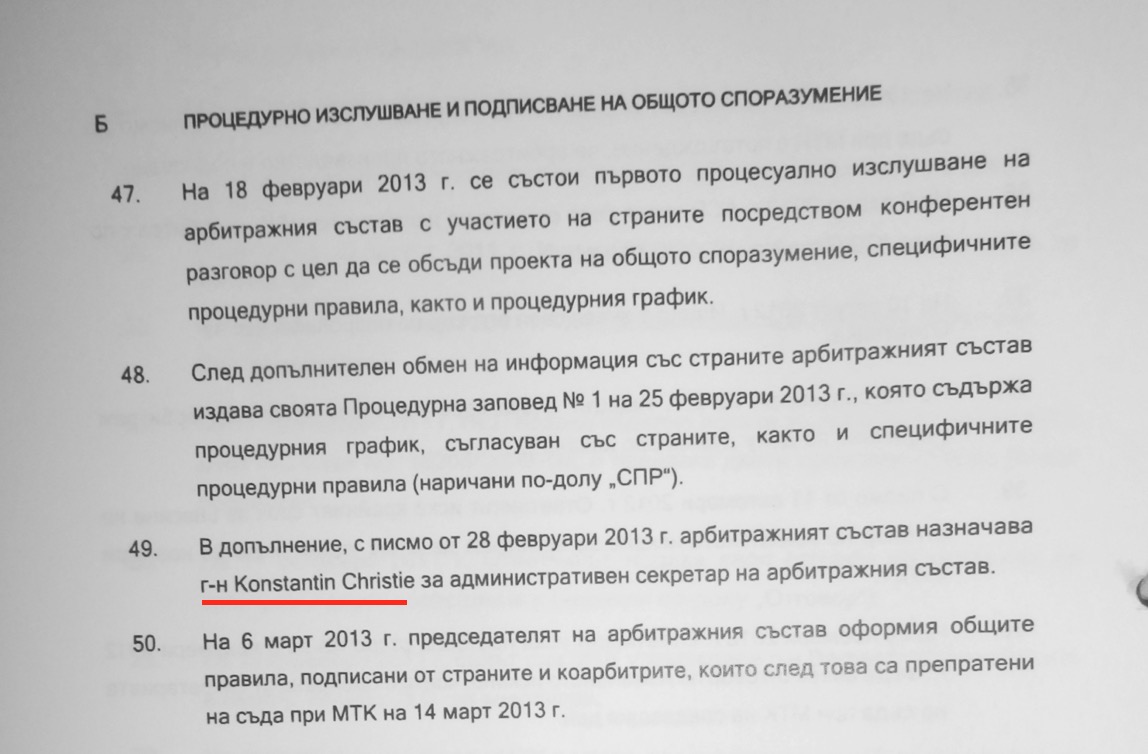 Б ПРОЦЕДУРНО ИЗСЛУШВАНЕ И ПОДПИСВАНЕ НА ОБЩОТО СПОРАЗУМЕНИЕ
47. На 18 февруари 2013 г. се състои първото процесуално изслушване на
арбитражния състав с участието на страните посредством конферентен
разговор с цел да се обсъди проекта на общото споразумение, специфичните
процедурни правила, както и процедурния график.
48. След допълнителен обмен на информация със страните арбитражният състав
издава своята Процедурна заповед № 1 на 25 февруари 2013 г., която съдържа
процедурния график, съгласуван със страните, както и специфичните
процедурни правила (наричани по-долу „СПР“).
49. В допълнение, с писмо от 28 февруари 2013 г. арбитражният състав назначава
г-н Konstantin Christie за административен секретар на арбитражния състав.
50. На 6 март 2013 г. председателят на арбитражния състав оформия общите
правила, подписани от страните и коарбитрите, които след това са препратени
на съда при МТК на 14 март 2013 г.